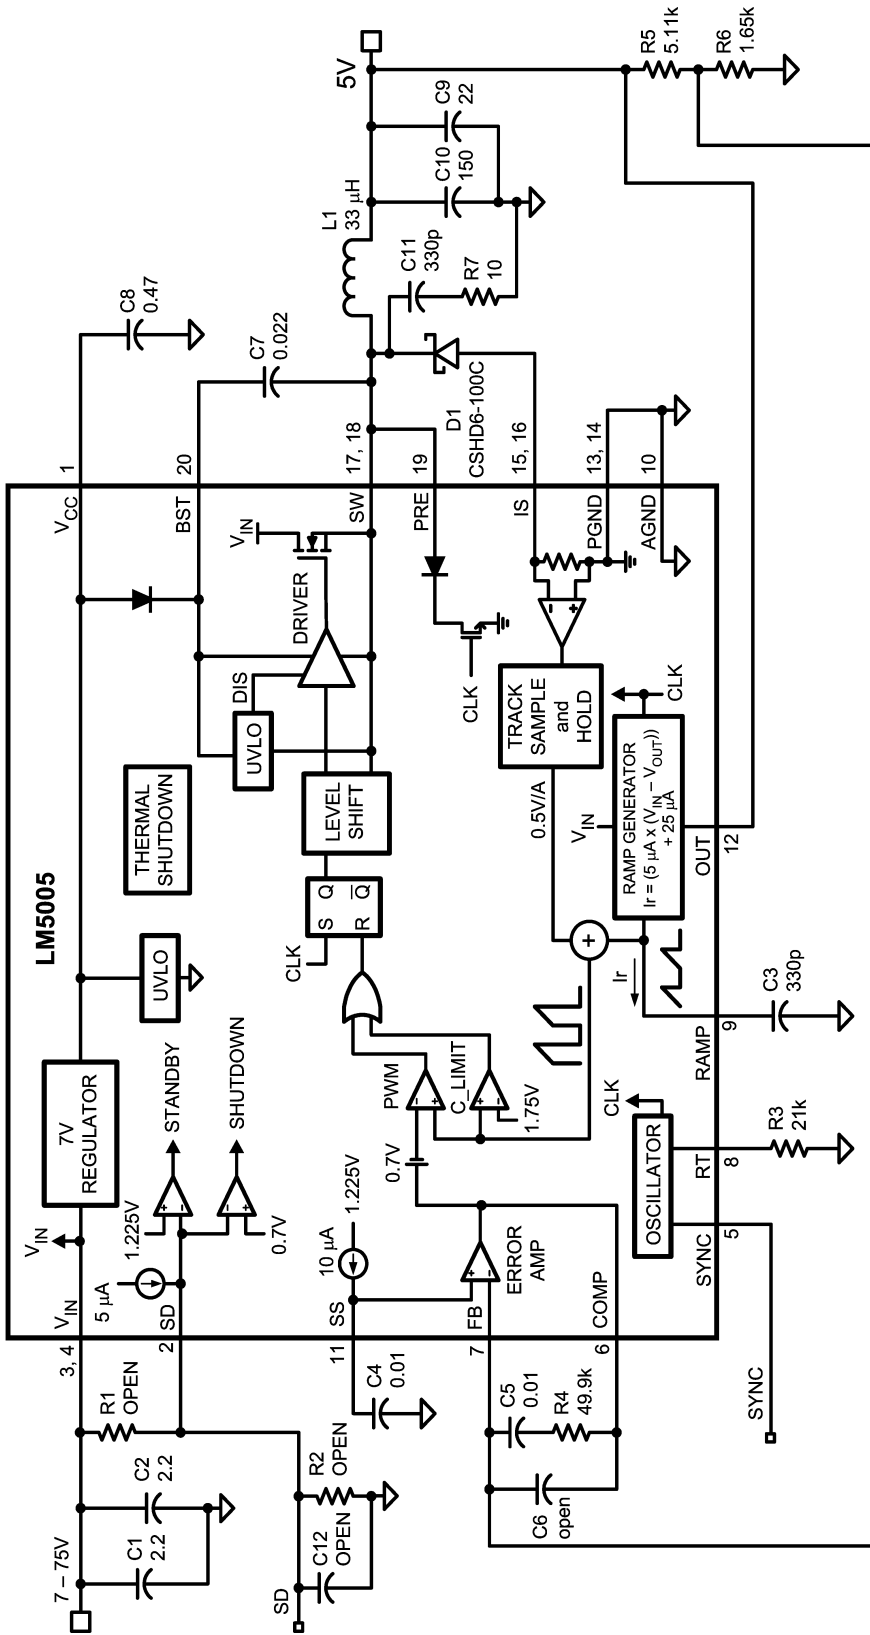 LM5005
7 – 75V
C1
2.2
C2
2.2
R1
OPEN
3, 4
V_IN
V_IN
7V
REGULATOR
UVLO
THERMAL
SHUTDOWN
V_CC
1
C8
0.47
SD
C12
OPEN
R2
OPEN
2
SD
5 µA
1.225V
0.7V
STANDBY
SHUTDOWN
CLK
S Q
R Q
LEVEL
SHIFT
UVLO
DIS
DRIVER
V_IN
BST
20
C7
0.022
SW
17, 18
L1
33 µH
5V
C10
150
C9
22
C11
330p
R7
10
C4
0.01
11
SS
10 µA
1.225V
0.7V
PWM
C_LIMIT
1.75V
CLK
PRE
19
D1
CSHD6-100C
IS
15, 16
PGND
13, 14
AGND
10
TRACK
SAMPLE
and
HOLD
0.5V/A
+
V_IN
RAMP GENERATOR
Ir = (5 µA x (V_IN – V_OUT))
+ 25 µA
CLK
Ir
C5
0.01
R4
49.9k
C6
open
7
FB
ERROR
AMP
6
COMP
OSCILLATOR
CLK
SYNC
SYNC
5
RT
8
R3
21k
RAMP
9
C3
330p
OUT
12
R5
5.11k
R6
1.65k